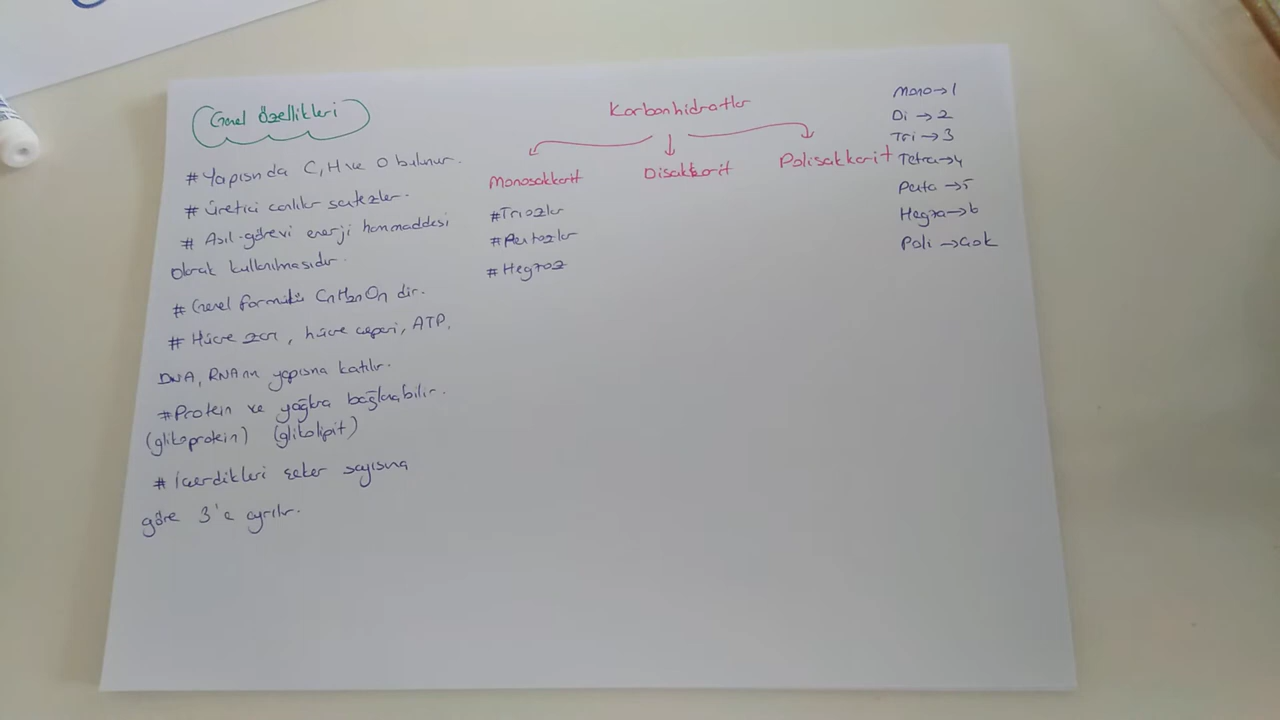 Genel özellikleri
# Yapısında C, H ve O bulunur.
# Üretici canlılar sentezler.
# Asıl görevi enerji hammaddesi
olarak kullanılmasıdır.
# Genel formülü CnH2nOn dir.
# Hücre zarı, hücre çeperi, ATP,
DNA, RNA'nın yapısına katılır.
# Protein ve yağlara bağlanabilir.
(glikoprotein) (glikolipit)
# İçerdikleri şeker sayısına
göre 3'e ayrılır.
Karbonhidratlar
Monosakkarit Disakkarit Polisakkarit
# Triozlar
# Pentozlar
# Hegzoz
Mono → 1
Di → 2
Tri → 3
Tetra → 4
Penta → 5
Hegza → 6
Poli → Çok